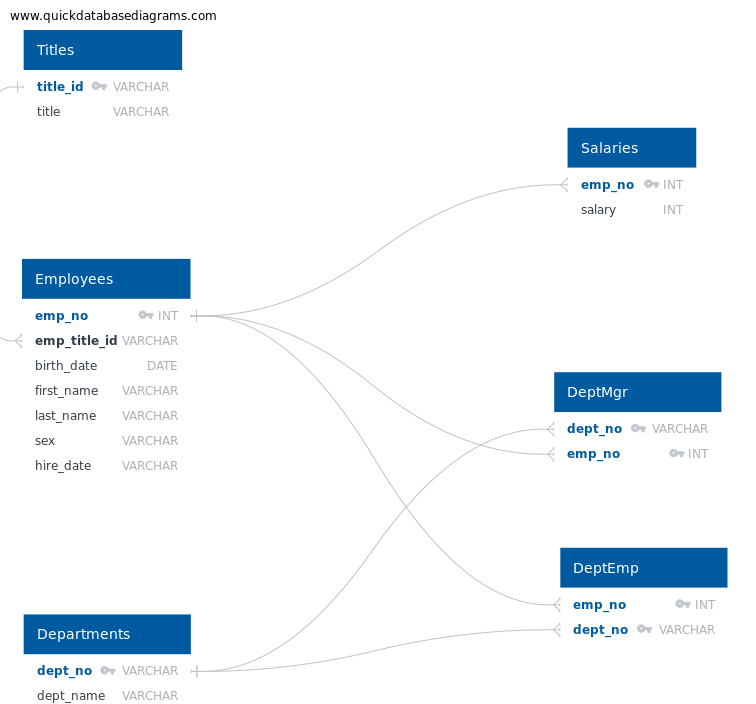 www.quickdatabasediagrams.com
Titles
title_id VARCHAR
title VARCHAR
Salaries
emp_no INT
salary INT
Employees
emp_no INT
emp_title_id VARCHAR
birth_date DATE
first_name VARCHAR
last_name VARCHAR
sex VARCHAR
hire_date VARCHAR
DeptMgr
dept_no VARCHAR
emp_no INT
DeptEmp
emp_no INT
dept_no VARCHAR
Departments
dept_no VARCHAR
dept_name VARCHAR